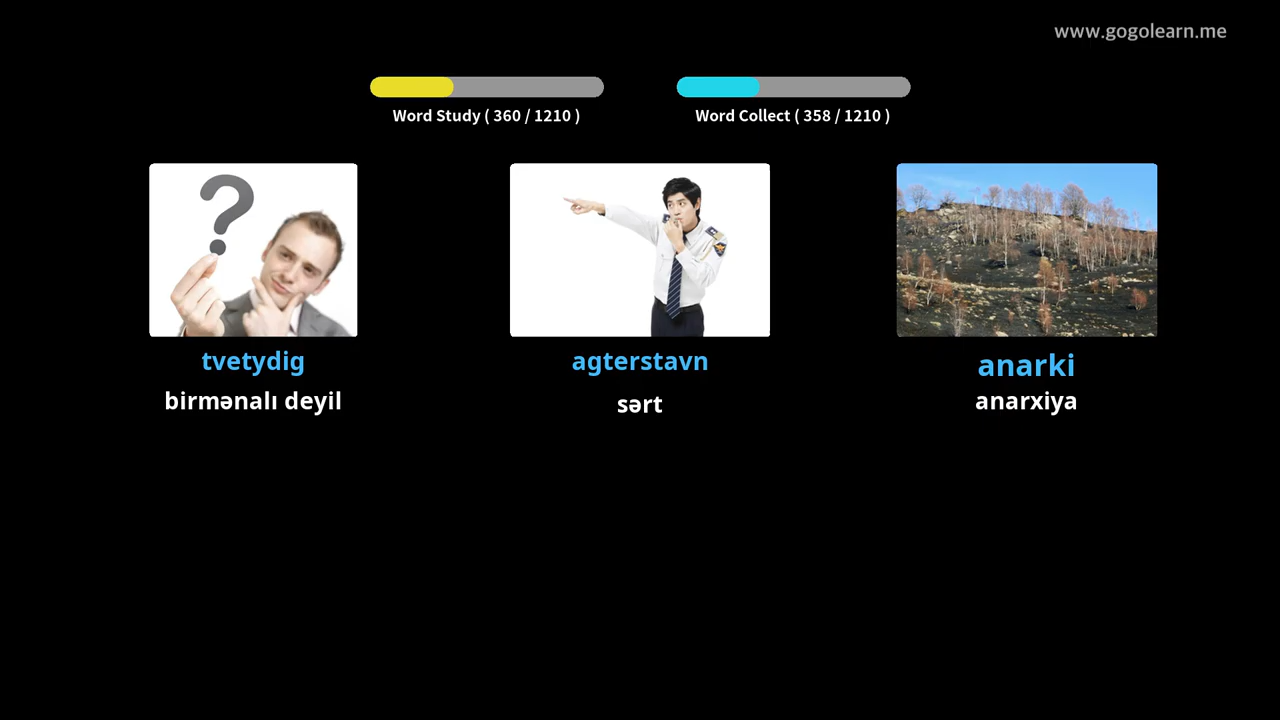 www.gogolearn.me
Word Study ( 360 / 1210 )
Word Collect ( 358 / 1210 )
tvetydig
agterstavn
anarki
birmənalı deyil
sərt
anarxiya